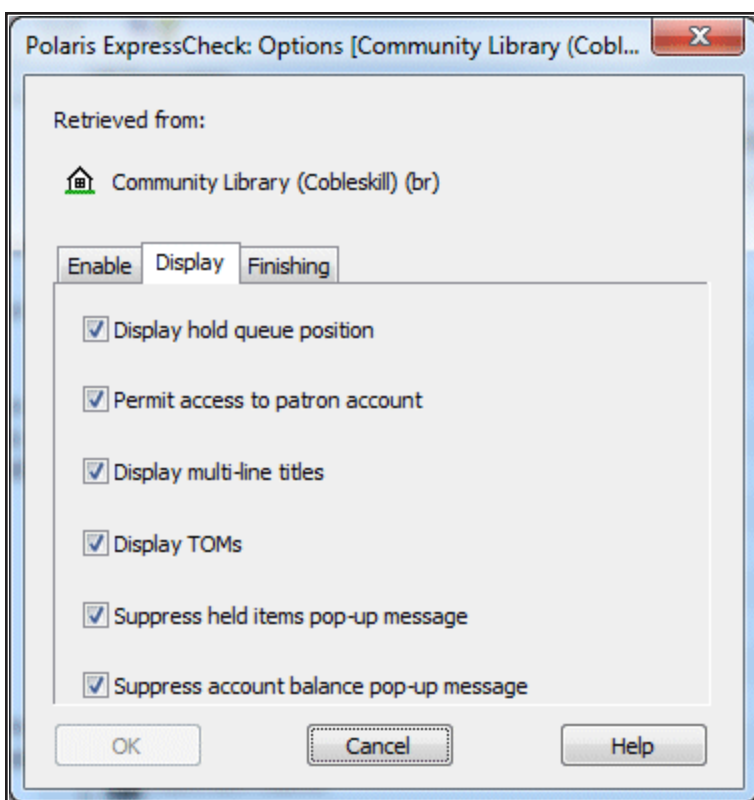 Polaris ExpressCheck: Options [Community Library (Cobl...
Retrieved from:
Community Library (Cobleskill) (br)
Enable Display Finishing
Display hold queue position
Permit access to patron account
Display multi-line titles
Display TOMs
Suppress held items pop-up message
Suppress account balance pop-up message
OK Cancel Help